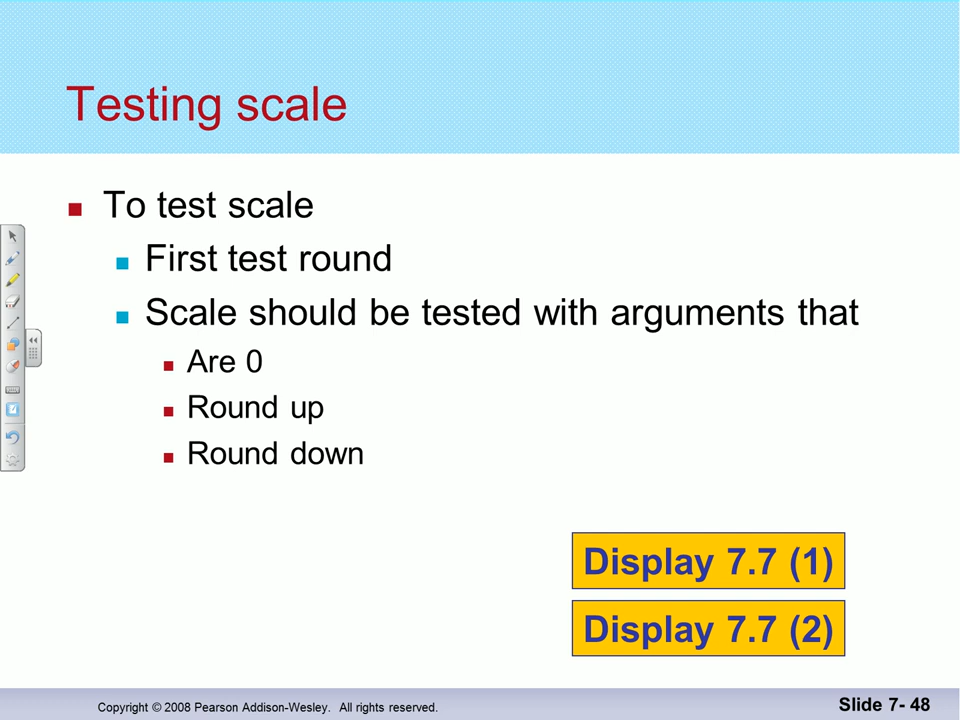 Testing scale
To test scale
First test round
Scale should be tested with arguments that
Are 0
Round up
Round down
Display 7.7 (1)
Display 7.7 (2)
Copyright © 2008 Pearson Addison-Wesley. All rights reserved.
Slide 7- 48